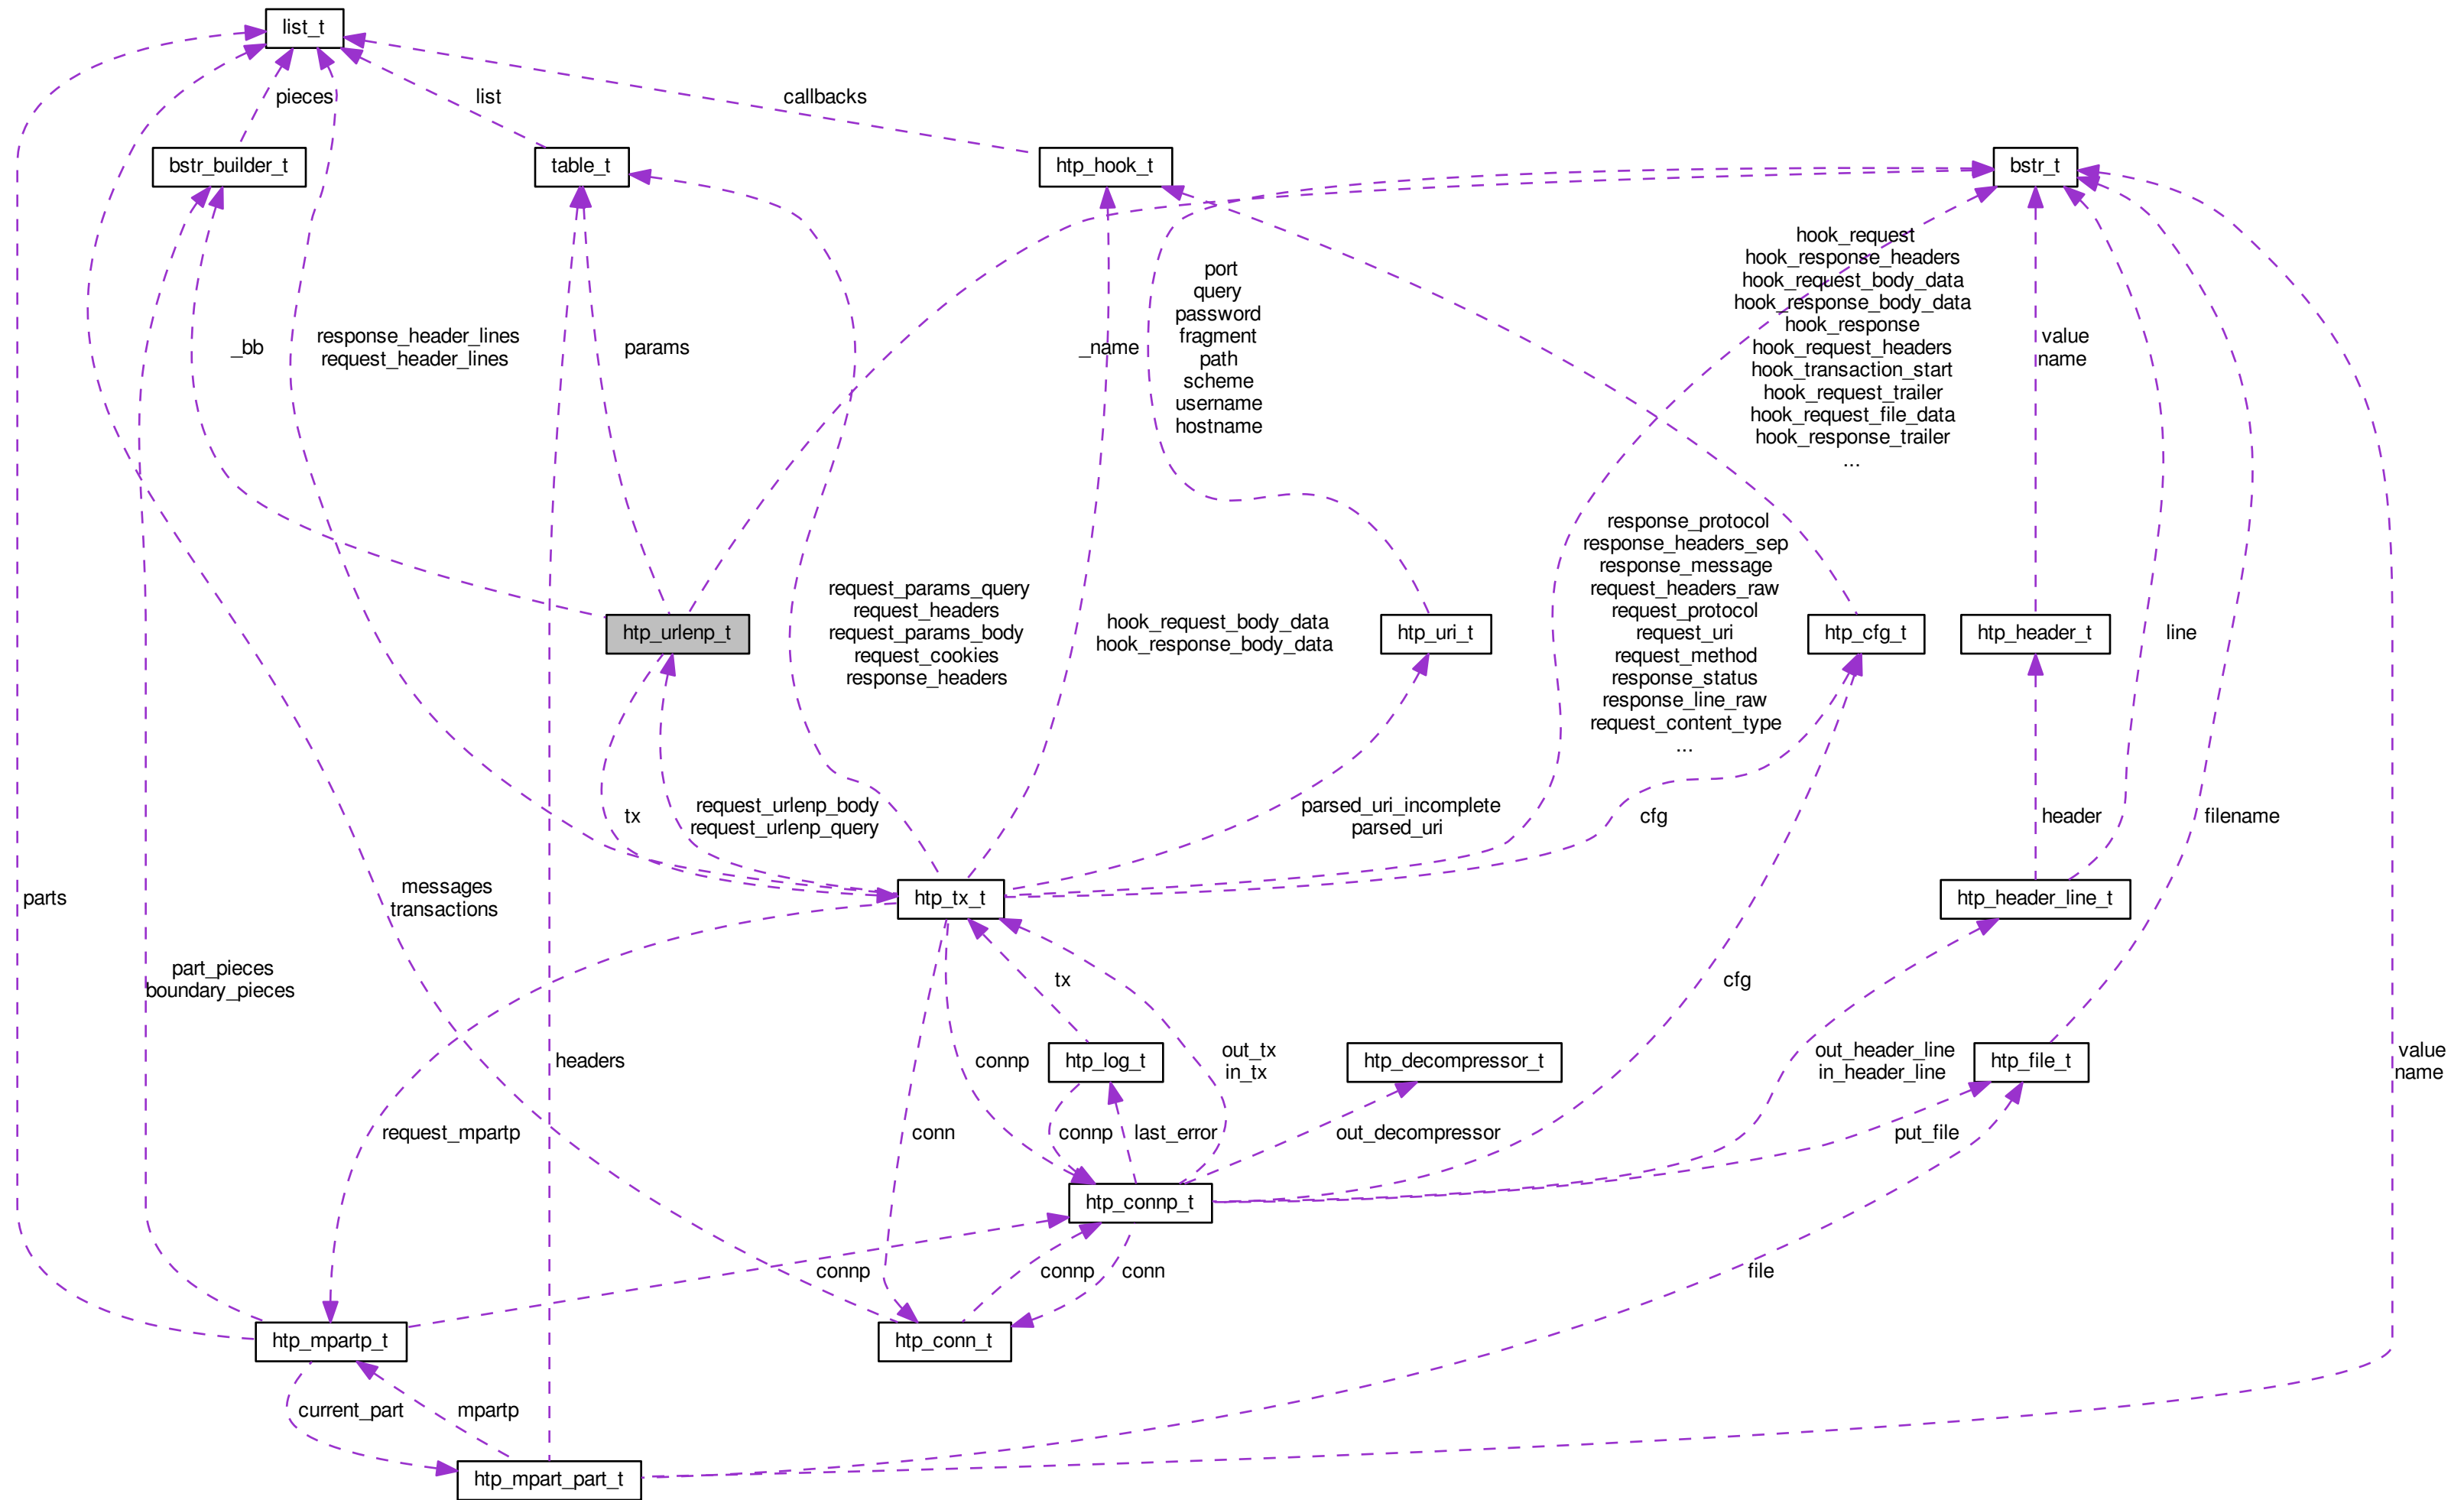 list_t
pieces
list
callbacks
bstr_builder_t
table_t
htp_hook_t
bstr_t
_bb
response_header_lines
request_header_lines
params
_name
port
query
password
fragment
path
scheme
username
hostname
hook_request
hook_response_headers
hook_request_body_data
hook_response_body_data
hook_response
hook_request_headers
hook_transaction_start
hook_request_trailer
hook_request_file_data
hook_response_trailer
...
value
name
htp_urlenp_t
request_params_query
request_headers
request_params_body
request_cookies
response_headers
hook_request_body_data
hook_response_body_data
htp_uri_t
response_protocol
response_headers_sep
response_message
request_headers_raw
request_protocol
request_uri
request_method
response_status
response_line_raw
request_content_type
...
htp_cfg_t
htp_header_t
line
tx
request_urlenp_body
request_urlenp_query
parsed_uri_incomplete
parsed_uri
cfg
header
filename
parts
messages
transactions
htp_tx_t
htp_header_line_t
part_pieces
boundary_pieces
tx
cfg
headers
connp
htp_log_t
out_tx
in_tx
htp_decompressor_t
out_header_line
in_header_line
htp_file_t
value
name
request_mpartp
conn
connp
last_error
out_decompressor
put_file
htp_connp_t
connp
connp
conn
file
htp_mpartp_t
htp_conn_t
current_part
mpartp
htp_mpart_part_t